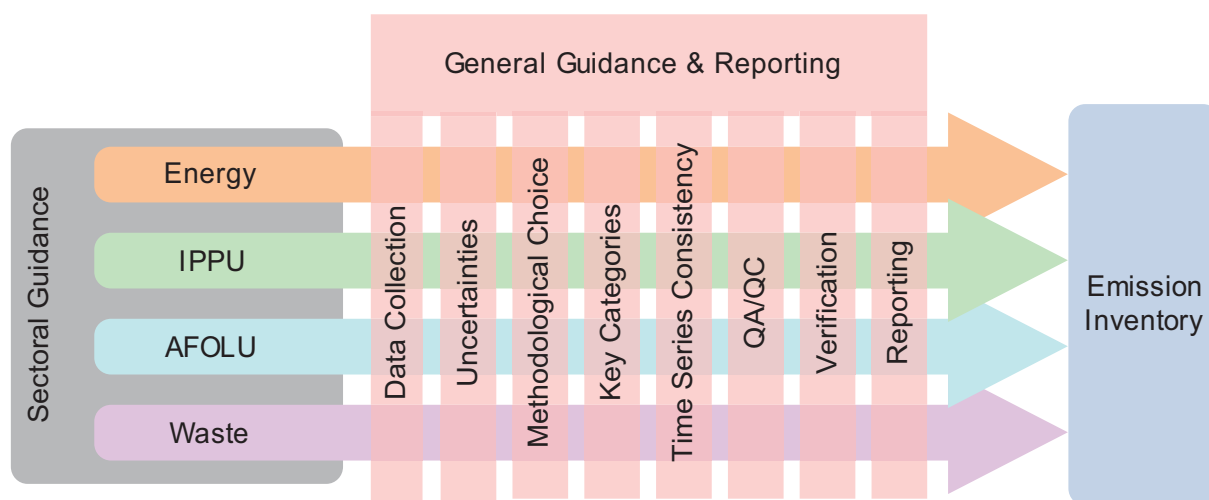 General Guidance & Reporting
Sectoral Guidance
Energy
IPPU
AFOLU
Waste
Data Collection
Uncertainties
Methodological Choice
Key Categories
Time Series Consistency
QA/QC
Verification
Reporting
Emission
Inventory